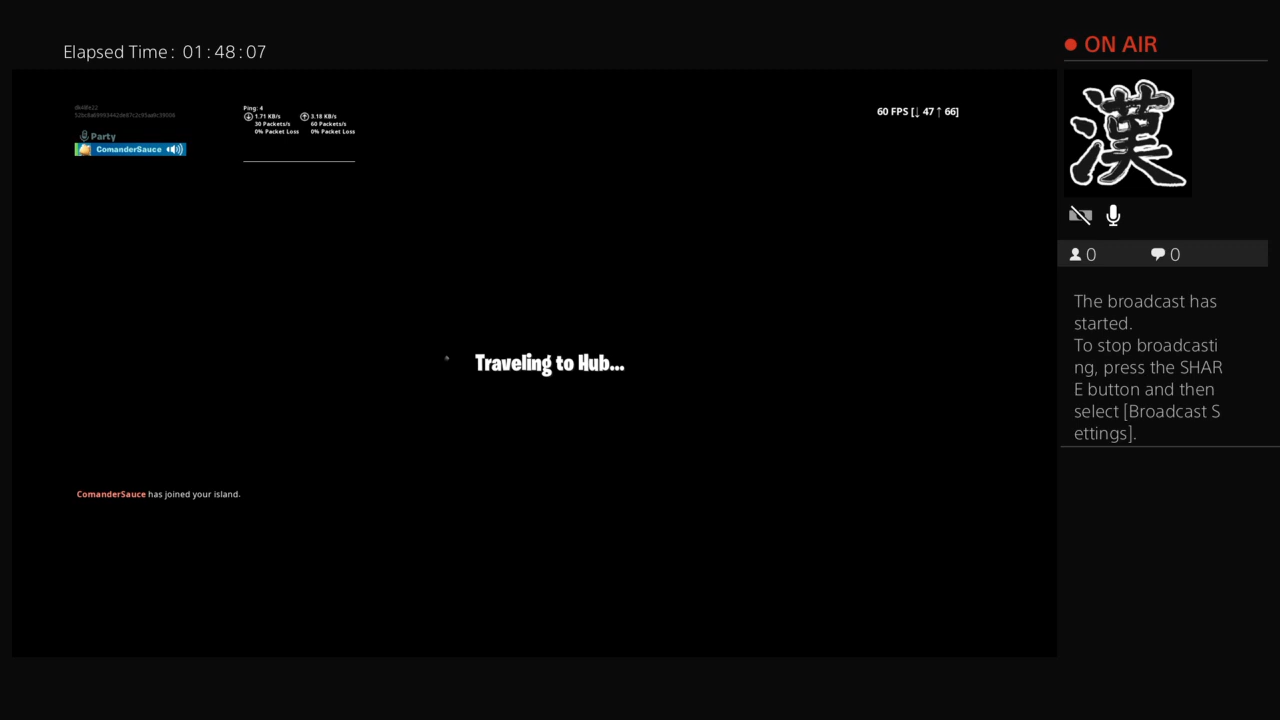 Elapsed Time: 01:48:07
ON AIR
Ping: 4
1.71 KB/s 3.18 KB/s
30 Packets/s 60 Packets/s
0% Packet Loss 0% Packet Loss
60 FPS [↓ 47 ↑ 66]
Party
ComanderSauce
漢
0 0
The broadcast has
started.
To stop broadcasti
ng, press the SHAR
E button and then
select [Broadcast S
ettings].
Traveling to Hub...
ComanderSauce has joined your island.